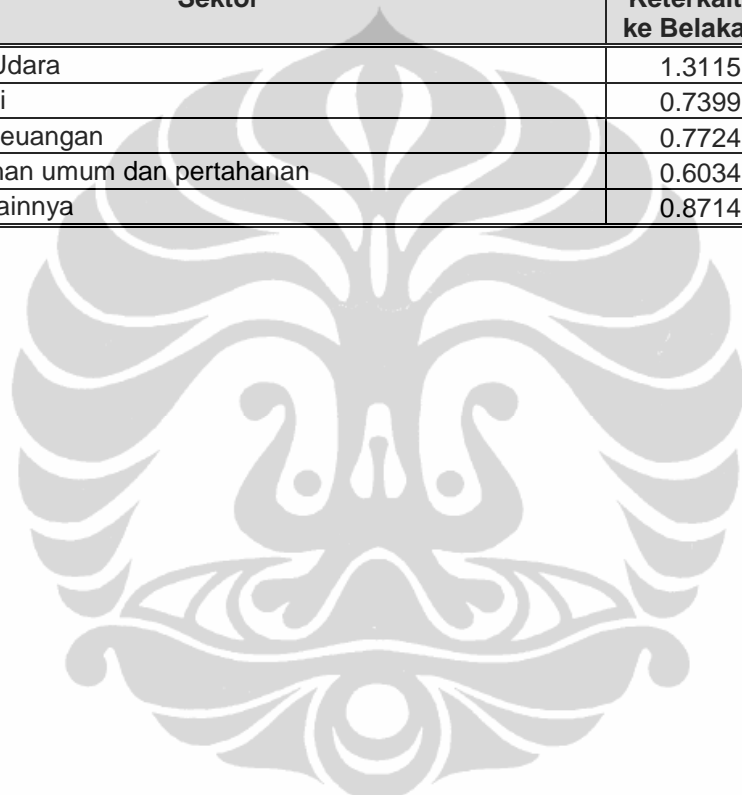 Sektor Keterkait
ke Belaka
Udara 1.3115
i 0.7399
euangan 0.7724
han umum dan pertahanan 0.6034
ainnya 0.8714